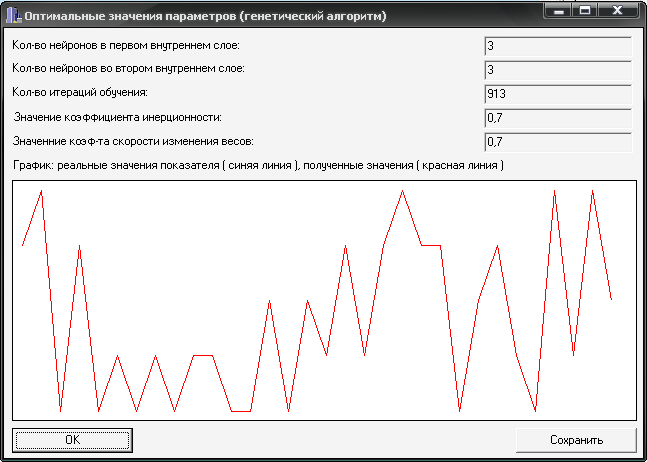 Оптимальные значения параметров (генетический алгоритм)
Кол-во нейронов в первом внутреннем слое: 3
Кол-во нейронов во втором внутреннем слое: 3
Кол-во итераций обучения: 913
Значение коэффициента инерционности: 0,7
Значенние коэф-та скорости изменения весов: 0,7
График: реальные значения показателя ( синяя линия ), полученные значения ( красная линия )
OK Сохранить